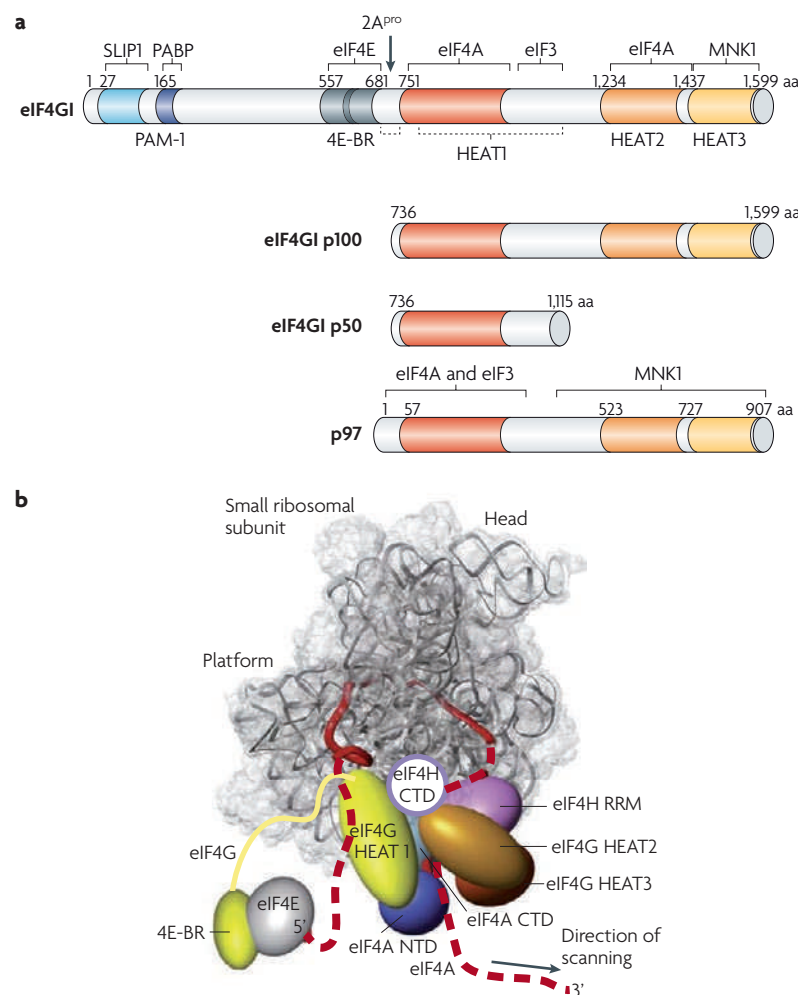 a
2Apro
SLIP1 PABP eIF4E eIF4A eIF3 eIF4A MNK1
1 27 165 557 681 751 1,234 1,437 1,599 aa
eIF4GI
PAM-1 4E-BR HEAT1 HEAT2 HEAT3
736 1,599 aa
eIF4GI p100
736 1,115 aa
eIF4GI p50
eIF4A and eIF3 MNK1
1 57 523 727 907 aa
p97
b
Small ribosomal
subunit
Head
Platform
eIF4H
CTD
eIF4H RRM
eIF4G
HEAT 1
eIF4G HEAT2
eIF4G
eIF4G HEAT3
eIF4E
5'
4E-BR
eIF4A CTD
eIF4A NTD
eIF4A
Direction of
scanning
3'